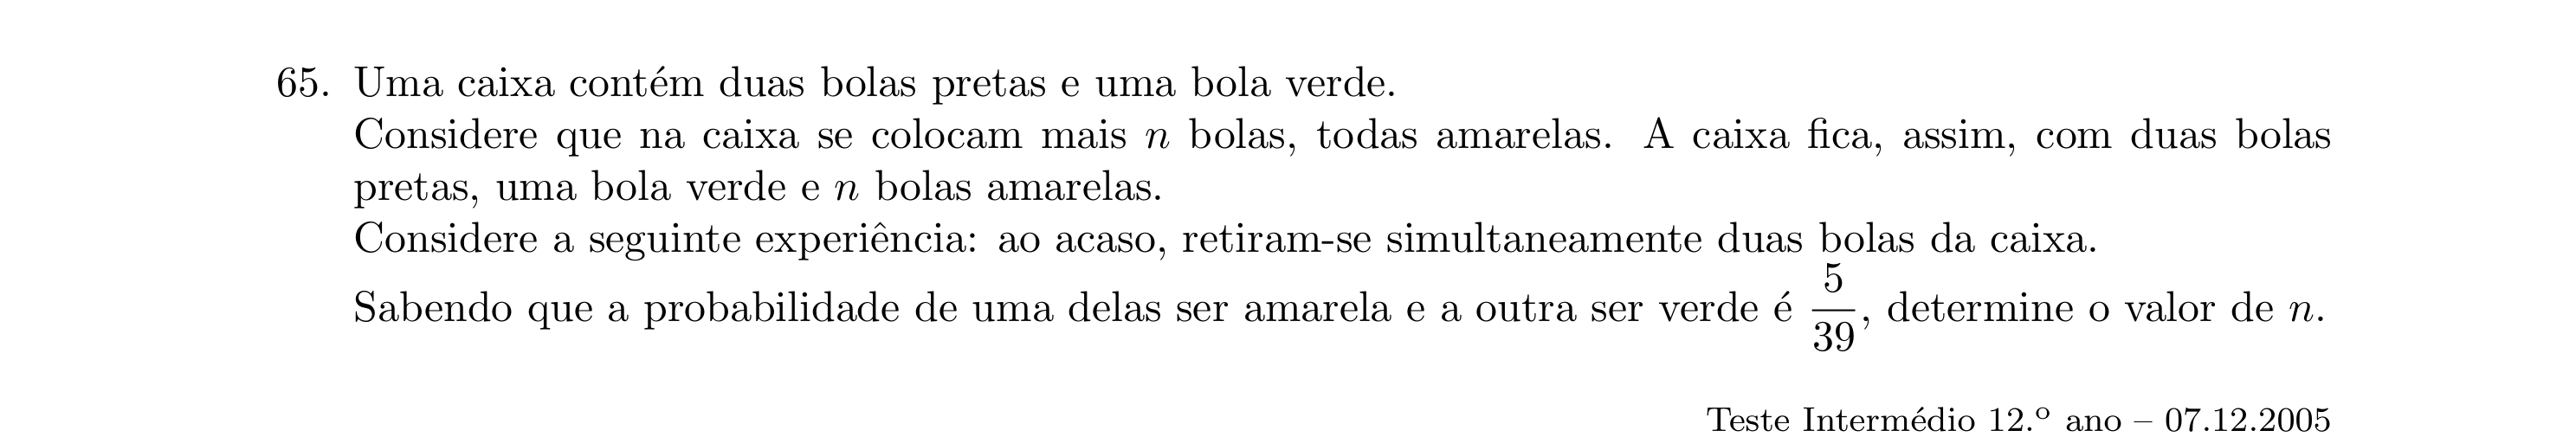 65. Uma caixa contém duas bolas pretas e uma bola verde.
Considere que na caixa se colocam mais n bolas, todas amarelas. A caixa fica, assim, com duas bolas
pretas, uma bola verde e n bolas amarelas.
Considere a seguinte experiência: ao acaso, retiram-se simultaneamente duas bolas da caixa.
Sabendo que a probabilidade de uma delas ser amarela e a outra ser verde é 5/39, determine o valor de n.
Teste Intermédio 12.º ano – 07.12.2005